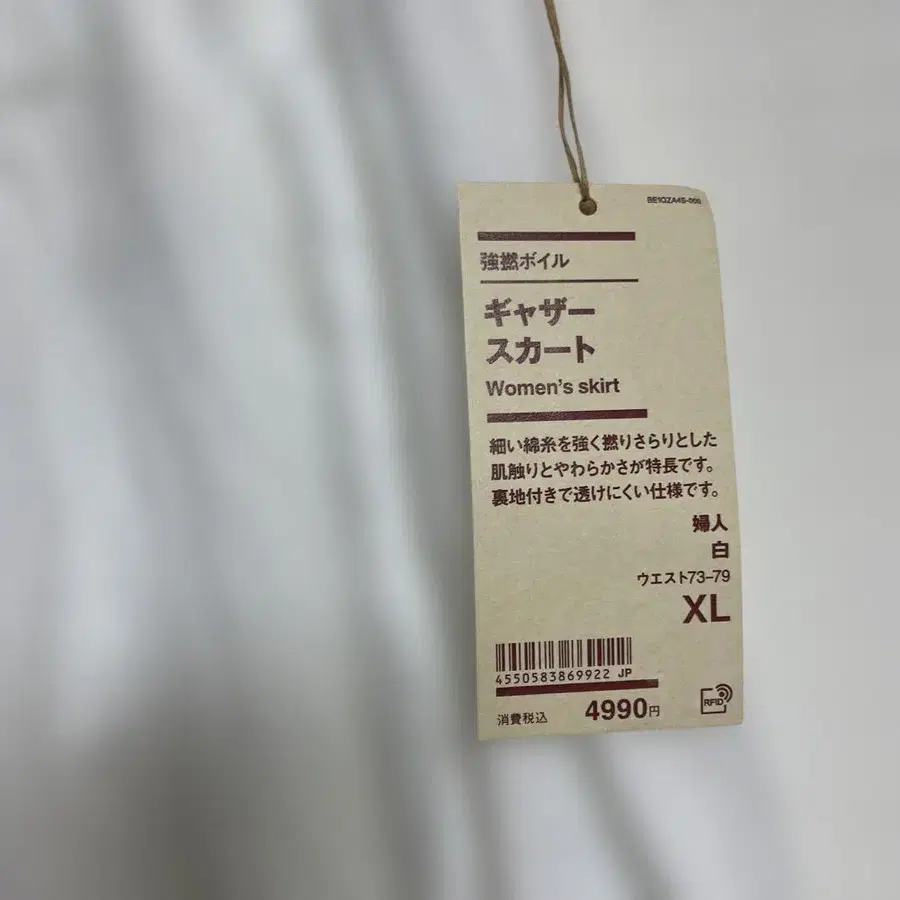 BE1OZA4S-008
強撚ボイル
ギャザー
スカート
Women's skirt
細い綿糸を強く撚りさらりとした
肌触りとやわらかさが特長です。
裏地付きで透けにくい仕様です。
婦人
白
ウエスト73-79
XL
4550583869922 JP
消費税込 4990円
RFID